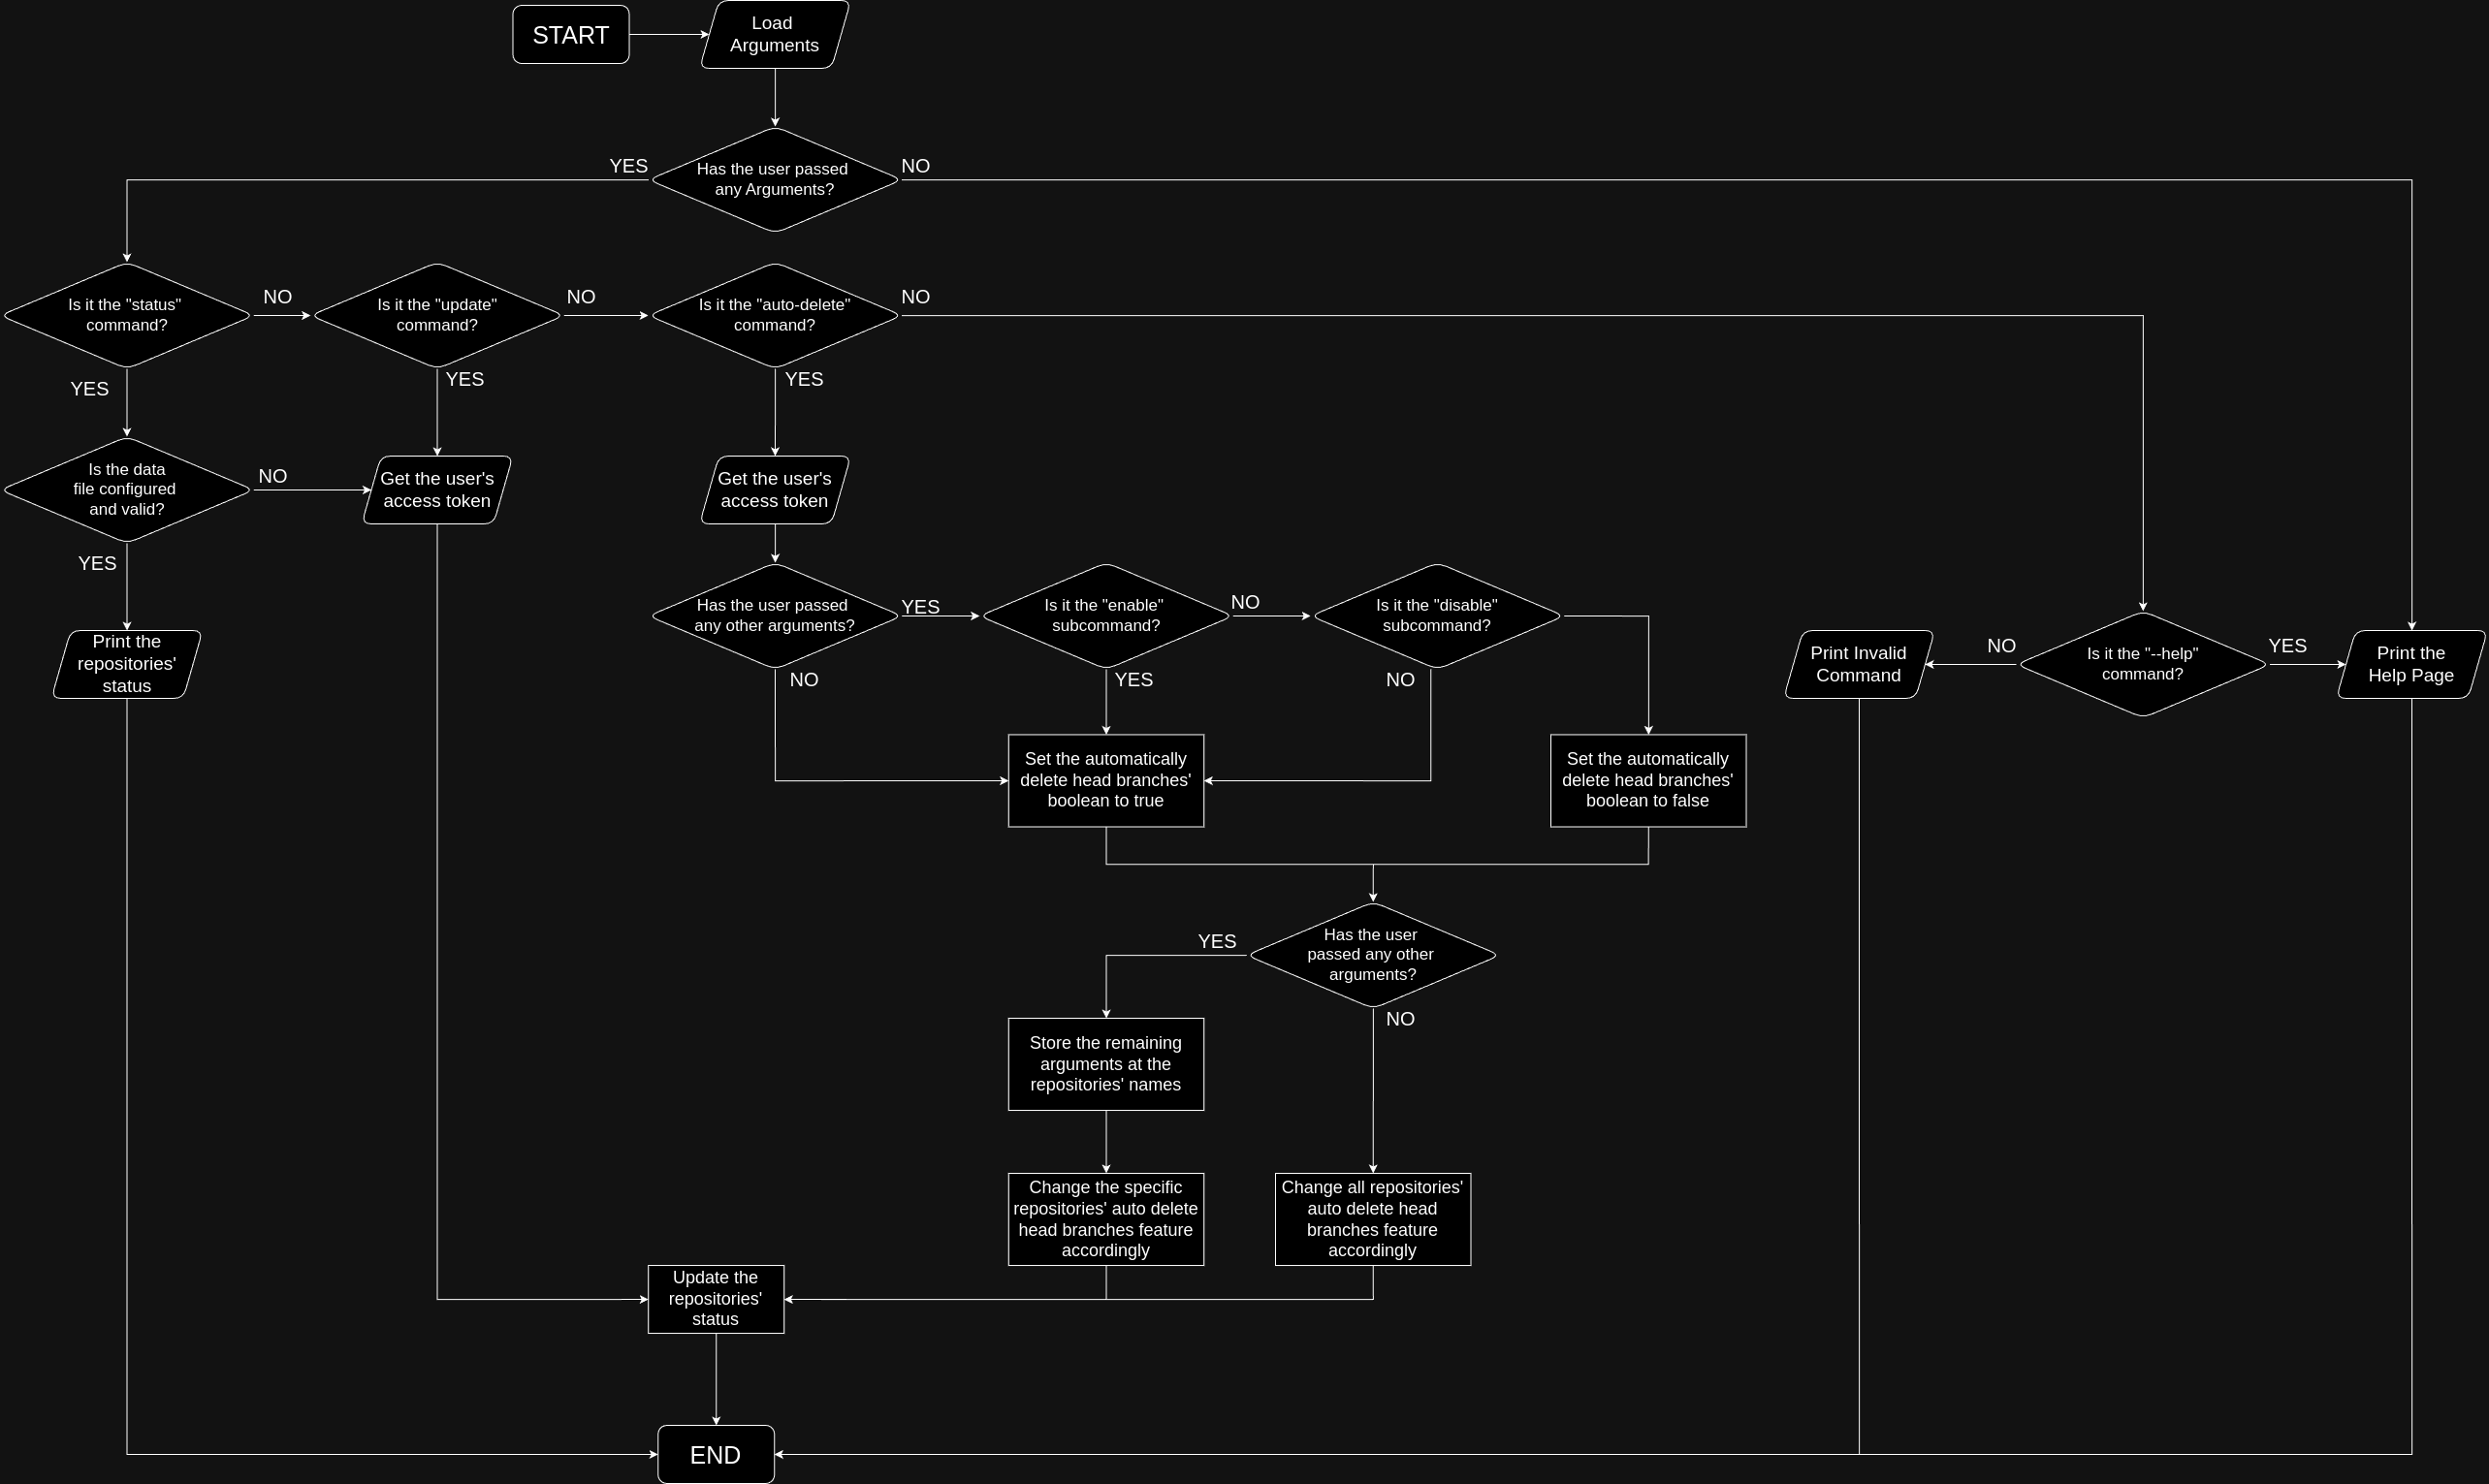 START
Load
Arguments
YES
Has the user passed
any Arguments?
NO
Is it the "status"
command?
NO
Is it the "update"
command?
NO
Is it the "auto-delete"
command?
NO
YES
YES
YES
Is the data
file configured
and valid?
NO
Get the user's
access token
Get the user's
access token
YES
Has the user passed
any other arguments?
YES
Is it the "enable"
subcommand?
NO
Is it the "disable"
subcommand?
Print the
repositories'
status
Print Invalid
Command
NO
Is it the "--help"
command?
YES
Print the
Help Page
NO
YES
NO
Set the automatically
delete head branches'
boolean to true
Set the automatically
delete head branches'
boolean to false
YES
Has the user
passed any other
arguments?
NO
Store the remaining
arguments at the
repositories' names
Change the specific
repositories' auto delete
head branches feature
accordingly
Change all repositories'
auto delete head
branches feature
accordingly
Update the
repositories'
status
END